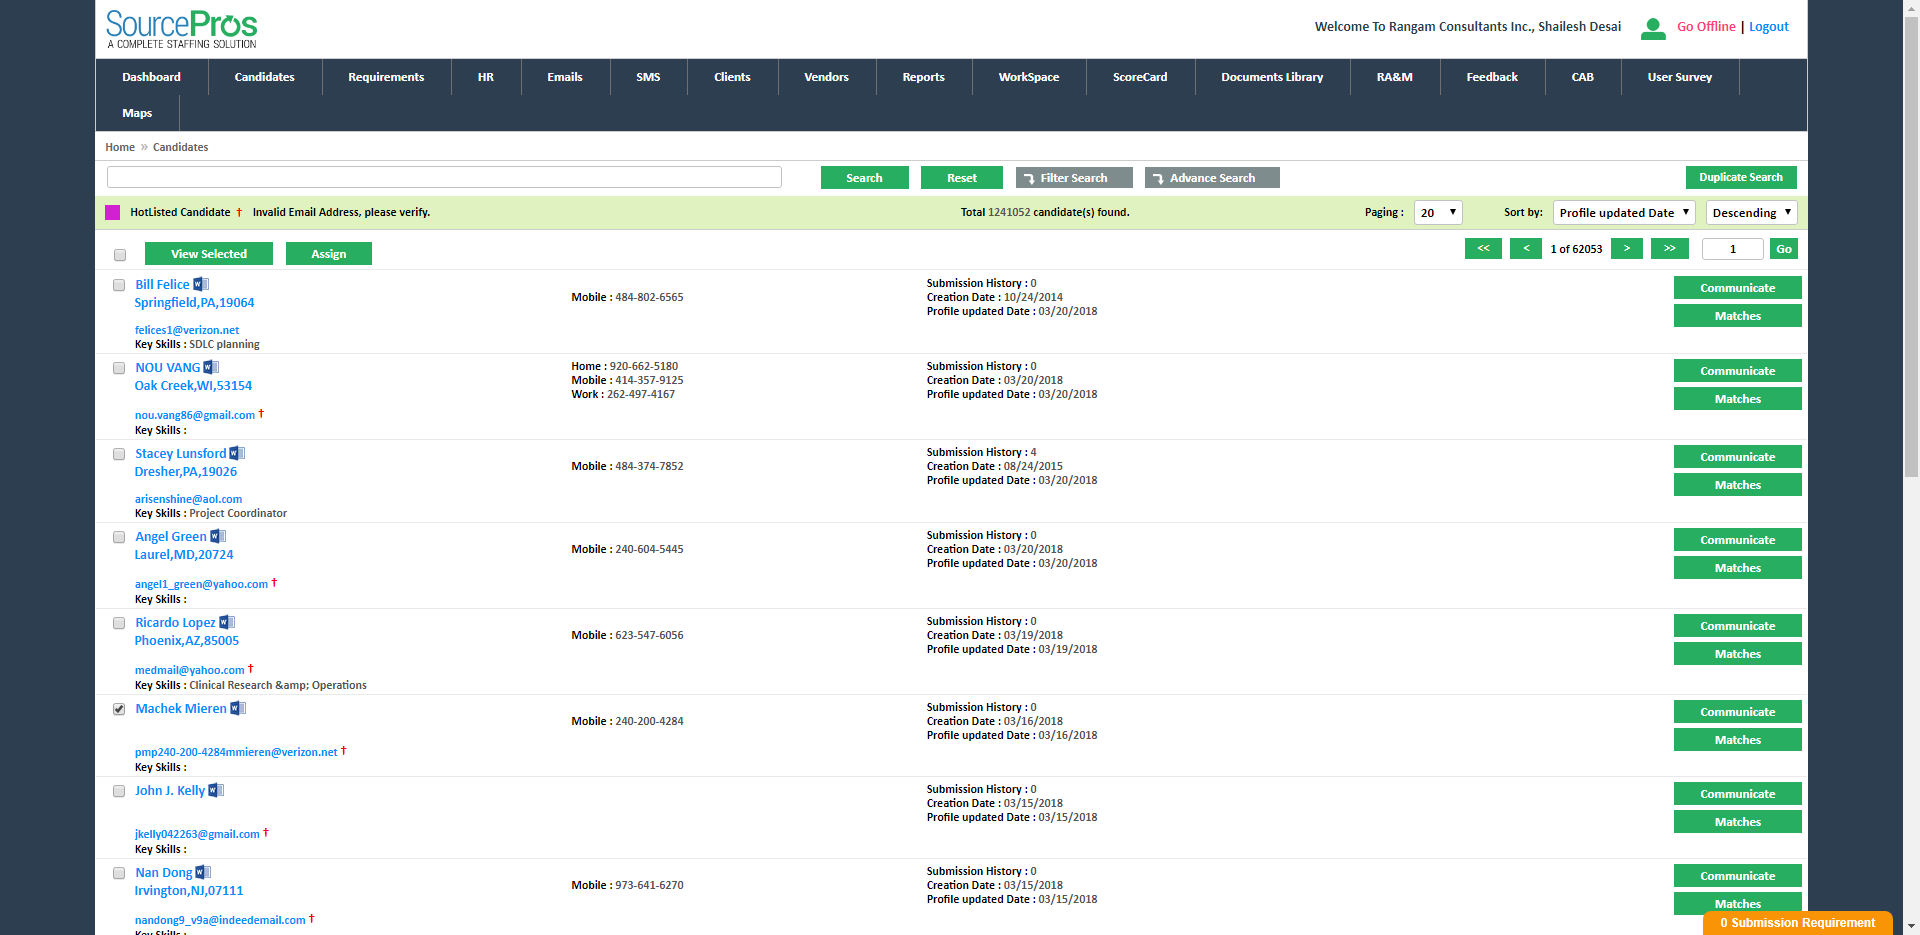 SourcePros
A COMPLETE STAFFING SOLUTION
Welcome To Rangam Consultants Inc., Shailesh Desai Go Offline | Logout
Dashboard Candidates Requirements HR Emails SMS Clients Vendors Reports WorkSpace ScoreCard Documents Library RA&M Feedback CAB User Survey
Maps
Home » Candidates
Search Reset Filter Search Advance Search Duplicate Search
HotListed Candidate † Invalid Email Address, please verify. Total 1241052 candidate(s) found. Paging : 20 Sort by: Profile updated Date Descending
View Selected Assign << < 1 of 62053 > >> 1 Go
Bill Felice
Springfield,PA,19064
felices1@verizon.net
Key Skills : SDLC planning
Mobile : 484-802-6565
Submission History : 0
Creation Date : 10/24/2014
Profile updated Date : 03/20/2018
Communicate
Matches
NOU VANG
Oak Creek,WI,53154
nou.vang86@gmail.com †
Key Skills :
Home : 920-662-5180
Mobile : 414-357-9125
Work : 262-497-4167
Submission History : 0
Creation Date : 03/20/2018
Profile updated Date : 03/20/2018
Communicate
Matches
Stacey Lunsford
Dresher,PA,19026
arisenshine@aol.com
Key Skills : Project Coordinator
Mobile : 484-374-7852
Submission History : 4
Creation Date : 08/24/2015
Profile updated Date : 03/20/2018
Communicate
Matches
Angel Green
Laurel,MD,20724
angel1_green@yahoo.com †
Key Skills :
Mobile : 240-604-5445
Submission History : 0
Creation Date : 03/20/2018
Profile updated Date : 03/20/2018
Communicate
Matches
Ricardo Lopez
Phoenix,AZ,85005
medmail@yahoo.com †
Key Skills : Clinical Research &amp; Operations
Mobile : 623-547-6056
Submission History : 0
Creation Date : 03/19/2018
Profile updated Date : 03/19/2018
Communicate
Matches
Machek Mieren
pmp240-200-4284mmieren@verizon.net †
Key Skills :
Mobile : 240-200-4284
Submission History : 0
Creation Date : 03/16/2018
Profile updated Date : 03/16/2018
Communicate
Matches
John J. Kelly
jkelly042263@gmail.com †
Key Skills :
Submission History : 0
Creation Date : 03/15/2018
Profile updated Date : 03/15/2018
Communicate
Matches
Nan Dong
Irvington,NJ,07111
nandong9_v9a@indeedemail.com †
Key Skills :
Mobile : 973-641-6270
Submission History : 0
Creation Date : 03/15/2018
Profile updated Date : 03/15/2018
Communicate
Matches
0 Submission Requirement